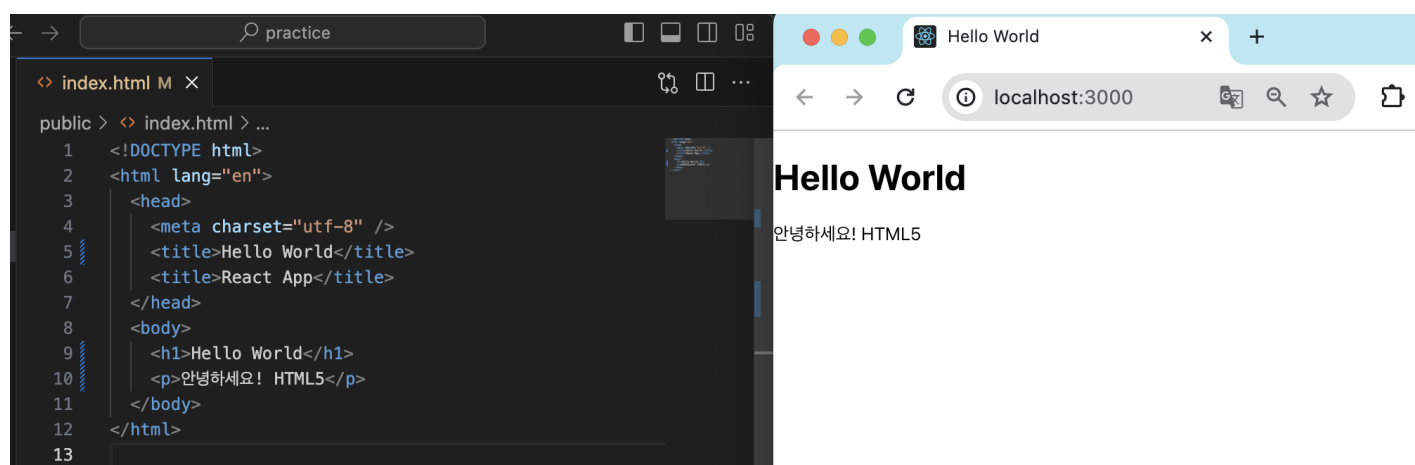 practice
index.html M
public > index.html > ...
1 <!DOCTYPE html>
2 <html lang="en">
3 <head>
4 <meta charset="utf-8" />
5 <title>Hello World</title>
6 <title>React App</title>
7 </head>
8 <body>
9 <h1>Hello World</h1>
10 <p>안녕하세요! HTML5</p>
11 </body>
12 </html>
13
Hello World
localhost:3000
Hello World
안녕하세요! HTML5